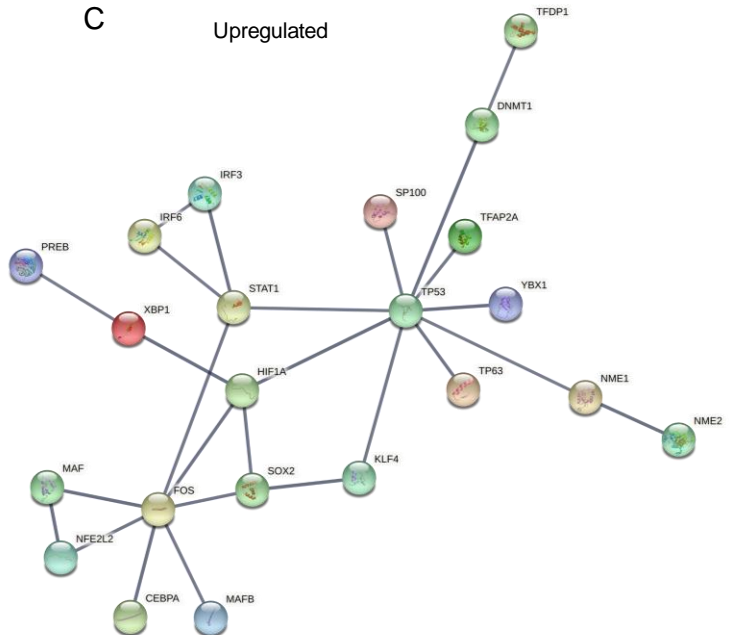 C
Upregulated
TFDP1
DNMT1
IRF3
SP100
IRF6
TFAP2A
PREB
STAT1
TP53
YBX1
XBP1
HIF1A
TP63
NME1
NME2
KLF4
MAF
FOS
SOX2
NFE2L2
CEBPA
MAFB